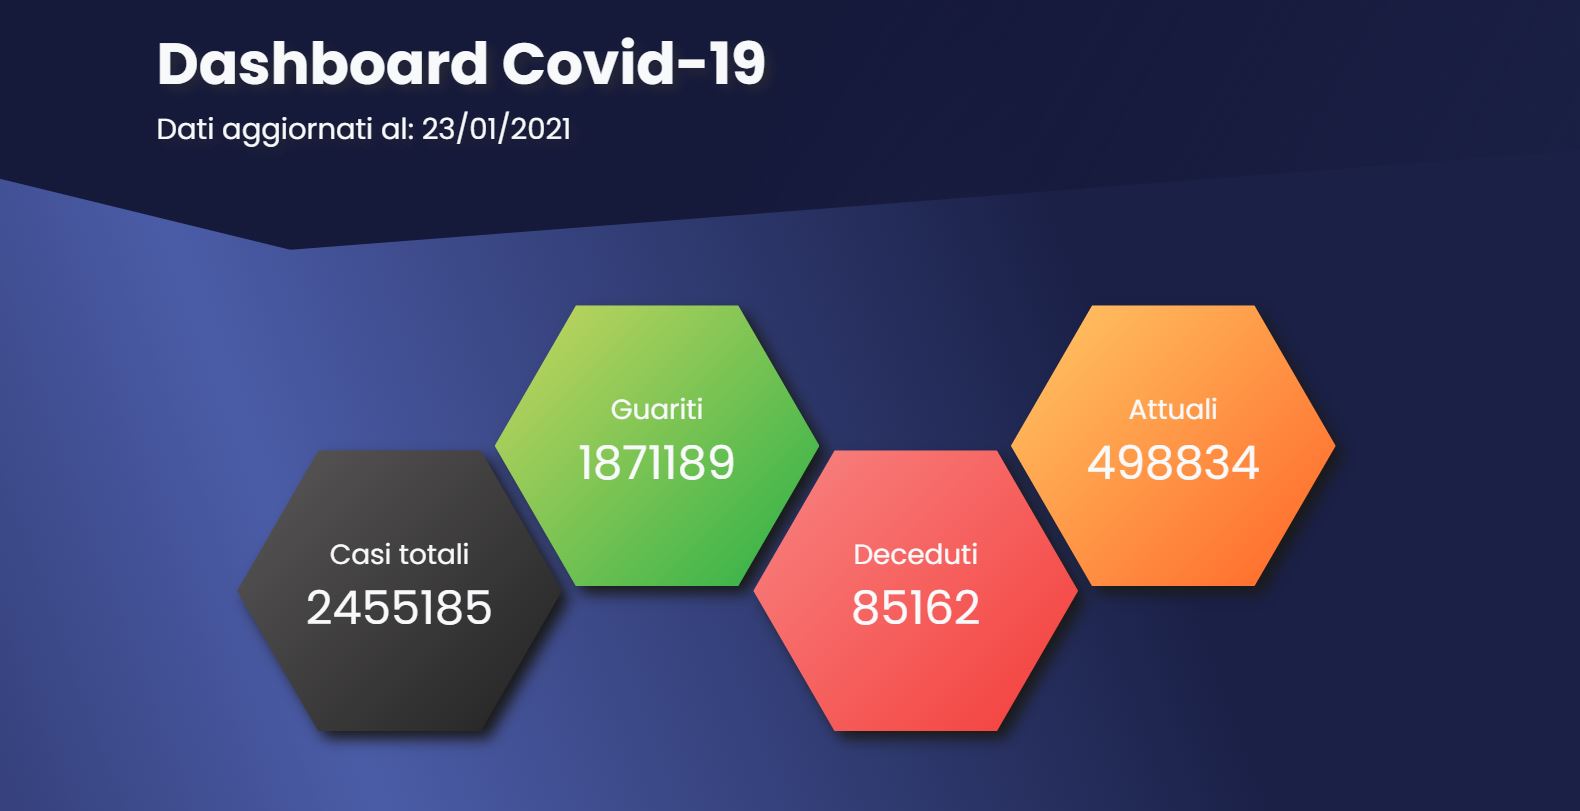 Dashboard Covid-19
Dati aggiornati al: 23/01/2021
Casi totali
2455185
Guariti
1871189
Deceduti
85162
Attuali
498834